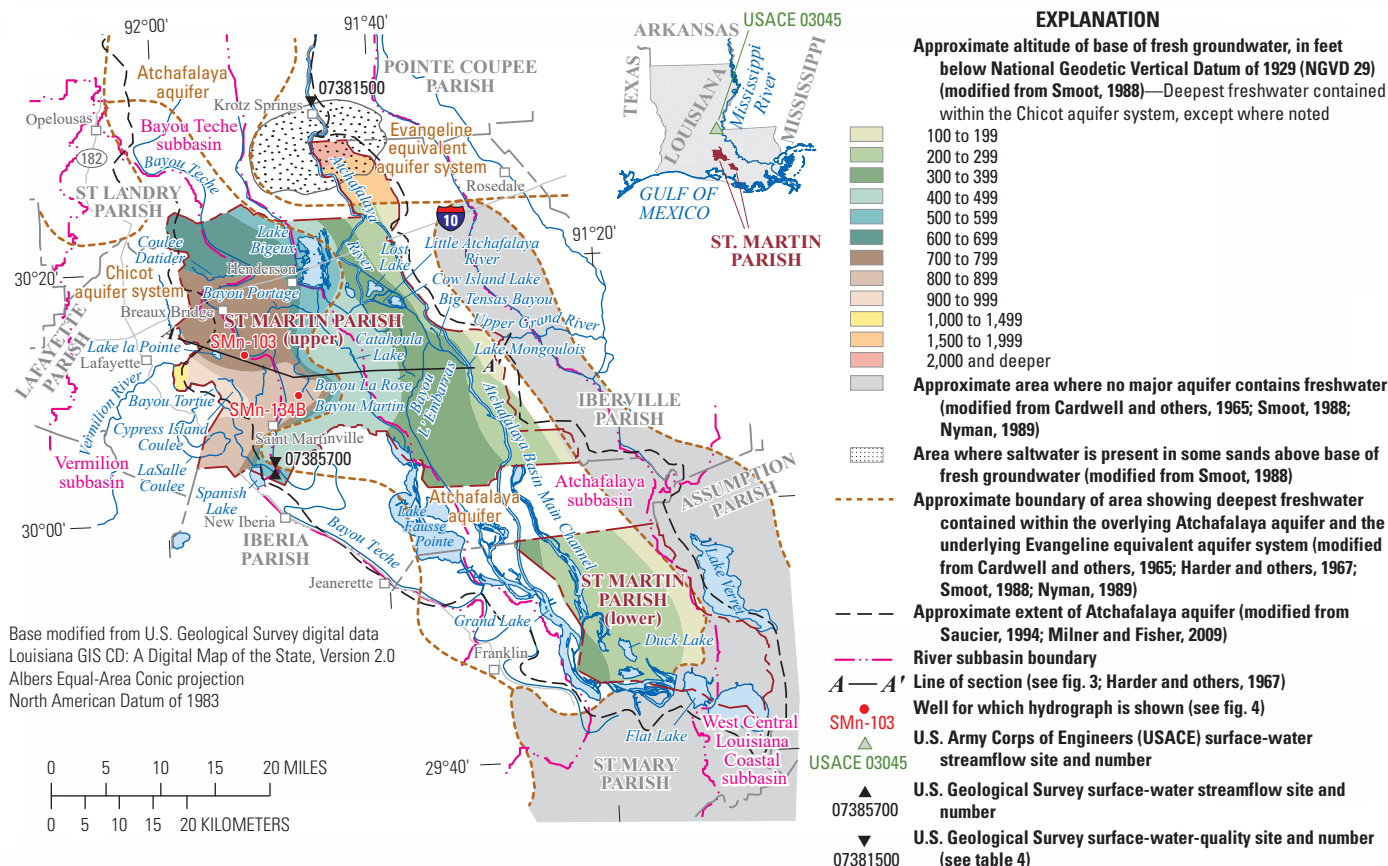 92°00'
91°40'
POINTE COUPEE
PARISH
Atchafalaya
aquifer
07381500
Krotz Springs
Opelousas
Bayou Teche
subbasin
Evangeline
equivalent
aquifer system
182
Bayou Teche
Rosedale
ST LANDRY
PARISH
Atchafalaya
River
10
91°20'
Coulee
Datider
Lake
Bigeux
Lost
Lake
Little Atchafalaya
River
Henderson
30°20'
Chicot
aquifer system
Bayou Portage
Cow Island Lake
Big Tensas Bayou
Breaux Bridge
ST MARTIN PARISH
(upper)
Upper Grand River
LAFAYETTE
PARISH
SMn-103
Catahoula
Lake
Lake Mongoulois
Lake la Pointe
Lafayette
A'
Vermilion River
Bayou La Rose
Bayou Tortue
Bayou Martin
SMn-134B
Bayou
L'Embarras
IBERVILLE
PARISH
Cypress Island
Coulee
Saint Martinville
Atchafalaya Basin Main Channel
Vermilion
subbasin
07385700
LaSalle
Coulee
Atchafalaya
subbasin
ASSUMPTION
PARISH
Spanish
Lake
Atchafalaya
aquifer
New Iberia
Lake
Fausse
Pointe
30°00'
IBERIA
PARISH
Bayou Teche
Lake Verret
Jeanerette
ST MARTIN
PARISH
(lower)
Grand Lake
Duck Lake
Franklin
Flat Lake
West Central
Louisiana
Coastal
subbasin
29°40'
ST MARY
PARISH
Base modified from U.S. Geological Survey digital data
Louisiana GIS CD: A Digital Map of the State, Version 2.0
Albers Equal-Area Conic projection
North American Datum of 1983
0 5 10 15 20 MILES
0 5 10 15 20 KILOMETERS
USACE 03045
ARKANSAS
TEXAS
LOUISIANA
Mississippi
River
MISSISSIPPI
GULF OF
MEXICO
ST. MARTIN
PARISH
EXPLANATION
Approximate altitude of base of fresh groundwater, in feet
below National Geodetic Vertical Datum of 1929 (NGVD 29)
(modified from Smoot, 1988)—Deepest freshwater contained
within the Chicot aquifer system, except where noted
100 to 199
200 to 299
300 to 399
400 to 499
500 to 599
600 to 699
700 to 799
800 to 899
900 to 999
1,000 to 1,499
1,500 to 1,999
2,000 and deeper
Approximate area where no major aquifer contains freshwater
(modified from Cardwell and others, 1965; Smoot, 1988;
Nyman, 1989)
Area where saltwater is present in some sands above base of
fresh groundwater (modified from Smoot, 1988)
Approximate boundary of area showing deepest freshwater
contained within the overlying Atchafalaya aquifer and the
underlying Evangeline equivalent aquifer system (modified
from Cardwell and others, 1965; Harder and others, 1967;
Smoot, 1988; Nyman, 1989)
Approximate extent of Atchafalaya aquifer (modified from
Saucier, 1994; Milner and Fisher, 2009)
River subbasin boundary
A A' Line of section (see fig. 3; Harder and others, 1967)
Well for which hydrograph is shown (see fig. 4)
SMn-103
U.S. Army Corps of Engineers (USACE) surface-water
streamflow site and number
USACE 03045
U.S. Geological Survey surface-water streamflow site and
number
07385700
U.S. Geological Survey surface-water-quality site and number
(see table 4)
07381500